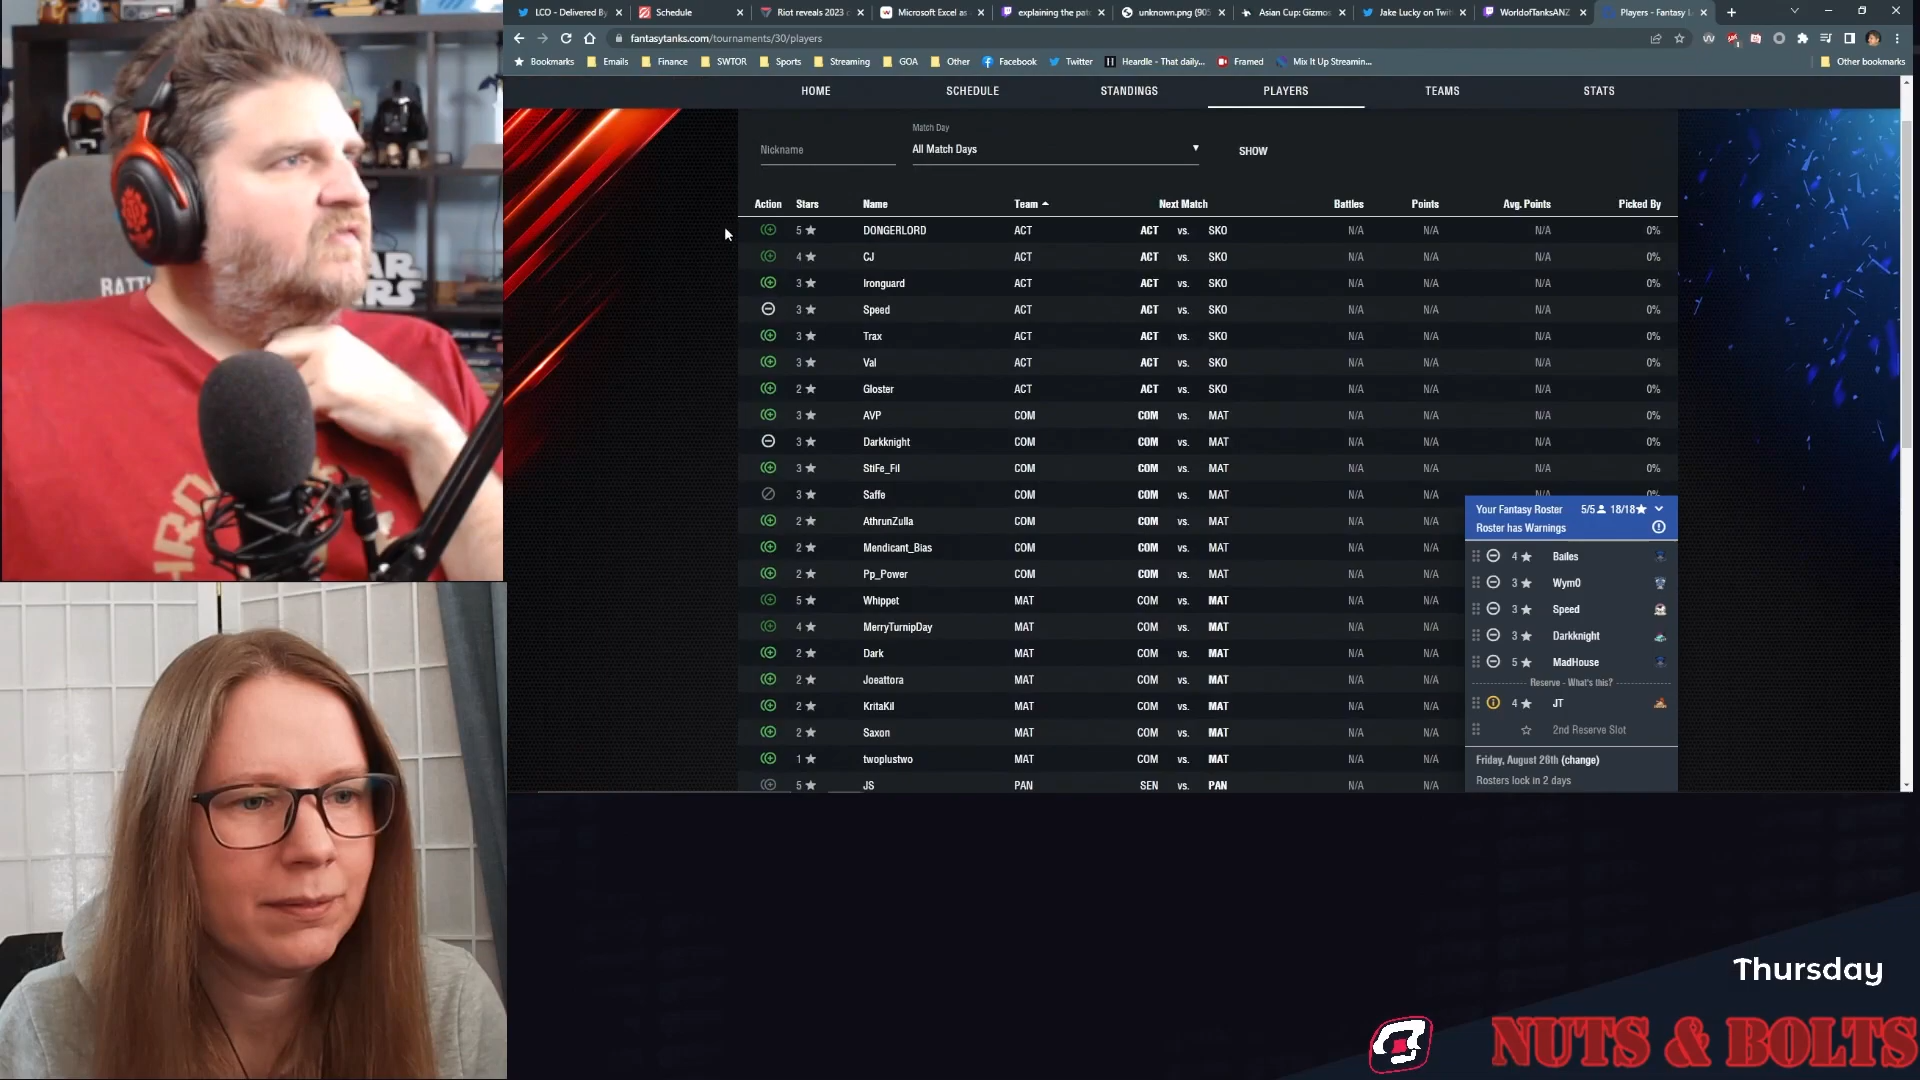 LCO - Delivered By
Schedule
Riot reveals 2023 c
Microsoft Excel as
explaining the pat
unknown.png (905
Asian Cup: Gizmo
Jake Lucky on Twi
WorldofTanksANZ
Players - Fantasy L
fantasytanks.com/tournaments/30/players
Bookmarks Emails Finance SWTOR Sports Streaming GOA Other Facebook Twitter Heardle - That daily... Framed Mix It Up Streamin... Other bookmarks
HOME SCHEDULE STANDINGS PLAYERS TEAMS STATS
Match Day
Nickname All Match Days SHOW
Action Stars Name Team Next Match Battles Points Avg. Points Picked By
5 DONGERLORD ACT ACT vs. SKO N/A N/A N/A 0%
4 CJ ACT ACT vs. SKO N/A N/A N/A 0%
3 Ironguard ACT ACT vs. SKO N/A N/A N/A 0%
3 Speed ACT ACT vs. SKO N/A N/A N/A 0%
3 Trax ACT ACT vs. SKO N/A N/A N/A 0%
3 Val ACT ACT vs. SKO N/A N/A N/A 0%
2 Gloster ACT ACT vs. SKO N/A N/A N/A 0%
3 AVP COM COM vs. MAT N/A N/A N/A 0%
3 Darkknight COM COM vs. MAT N/A N/A N/A 0%
3 StiFe_Fil COM COM vs. MAT N/A N/A N/A 0%
3 Saffe COM COM vs. MAT N/A N/A N/A 0%
2 AthrunZulla COM COM vs. MAT N/A N/A
2 Mendicant_Bias COM COM vs. MAT N/A N/A
2 Pp_Power COM COM vs. MAT N/A N/A
5 Whippet MAT COM vs. MAT N/A N/A
4 MerryTurnipDay MAT COM vs. MAT N/A N/A
2 Dark MAT COM vs. MAT N/A N/A
2 Joeattora MAT COM vs. MAT N/A N/A
2 KritaKil MAT COM vs. MAT N/A N/A
2 Saxon MAT COM vs. MAT N/A N/A
1 twoplustwo MAT COM vs. MAT N/A N/A
5 JS PAN SEN vs. PAN N/A N/A
Your Fantasy Roster 5/5 18/18
Roster has Warnings
4 Bailes
3 Wym0
3 Speed
3 Darkknight
5 MadHouse
Reserve - What's this?
4 JT
2nd Reserve Slot
Friday, August 26th (change)
Rosters lock in 2 days
Thursday
NUTS & BOLTS